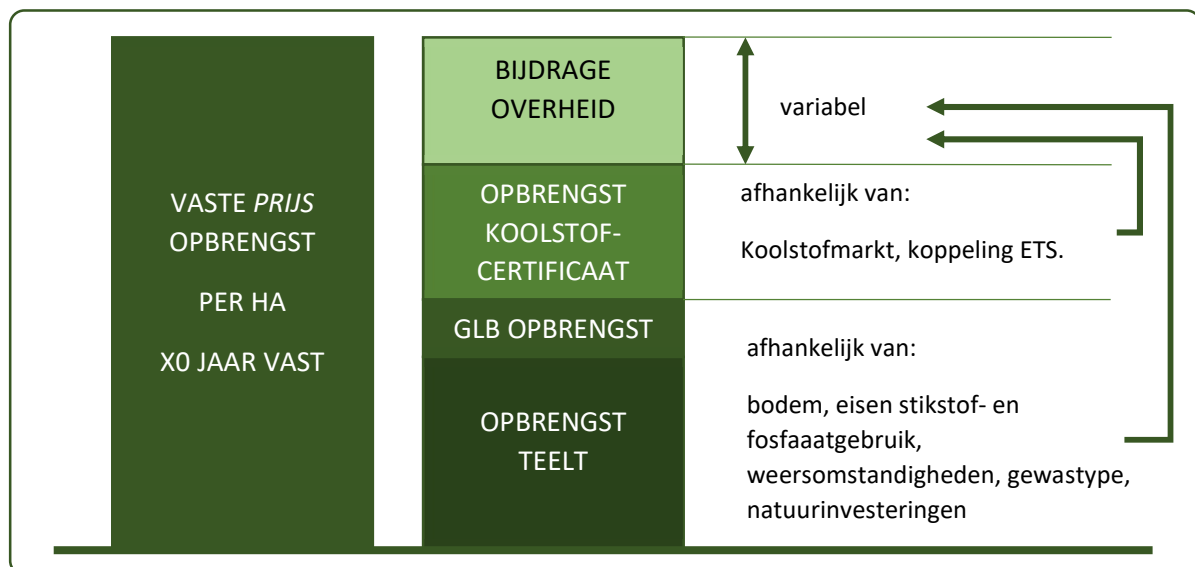 VASTE PRIJS
OPBRENGST
PER HA
X0 JAAR VAST
BIJDRAGE
OVERHEID
OPBRENGST
KOOLSTOF-
CERTIFICAAT
GLB OPBRENGST
OPBRENGST
TEELT
variabel
afhankelijk van:
Koolstofmarkt, koppeling ETS.
afhankelijk van:
bodem, eisen stikstof- en
fosfaaatgebruik,
weersomstandigheden, gewastype,
natuurinvesteringen